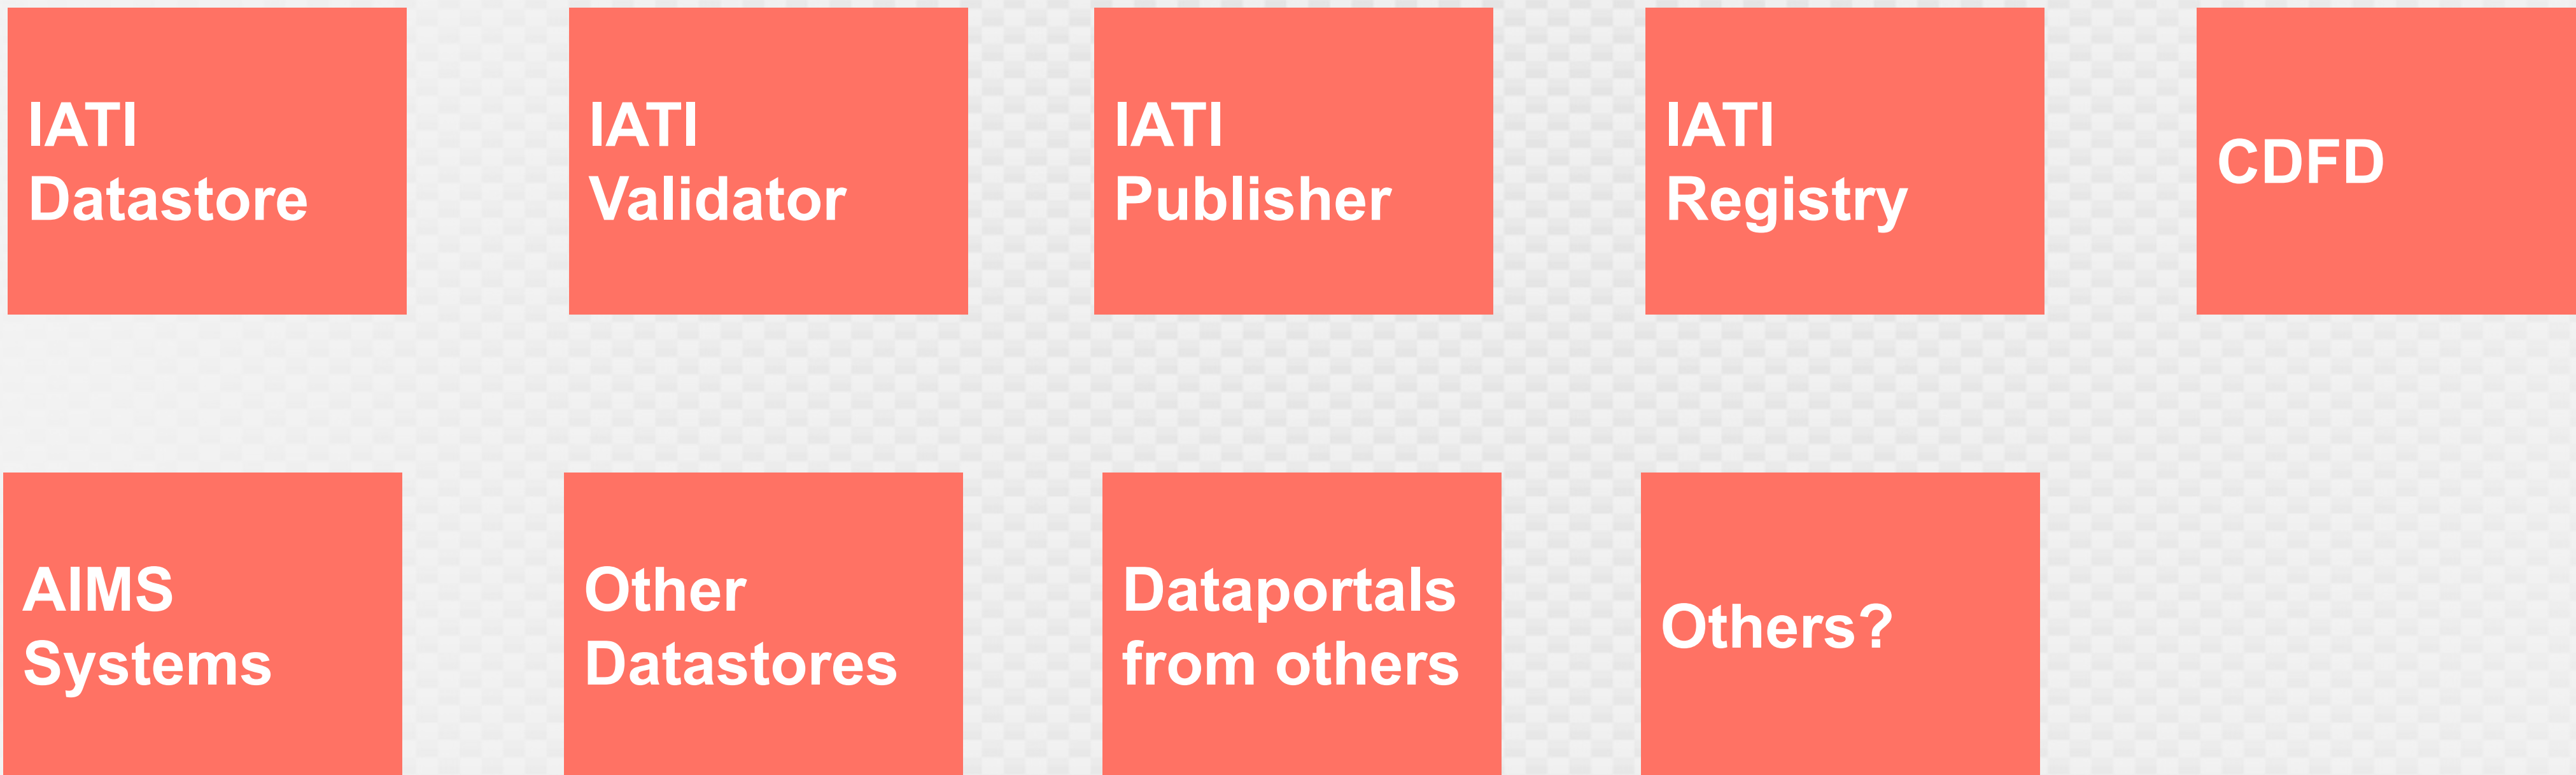 IATI
Datastore
IATI
Validator
IATI
Publisher
IATI
Registry
CDFD
AIMS
Systems
Other
Datastores
Dataportals
from others
Others?